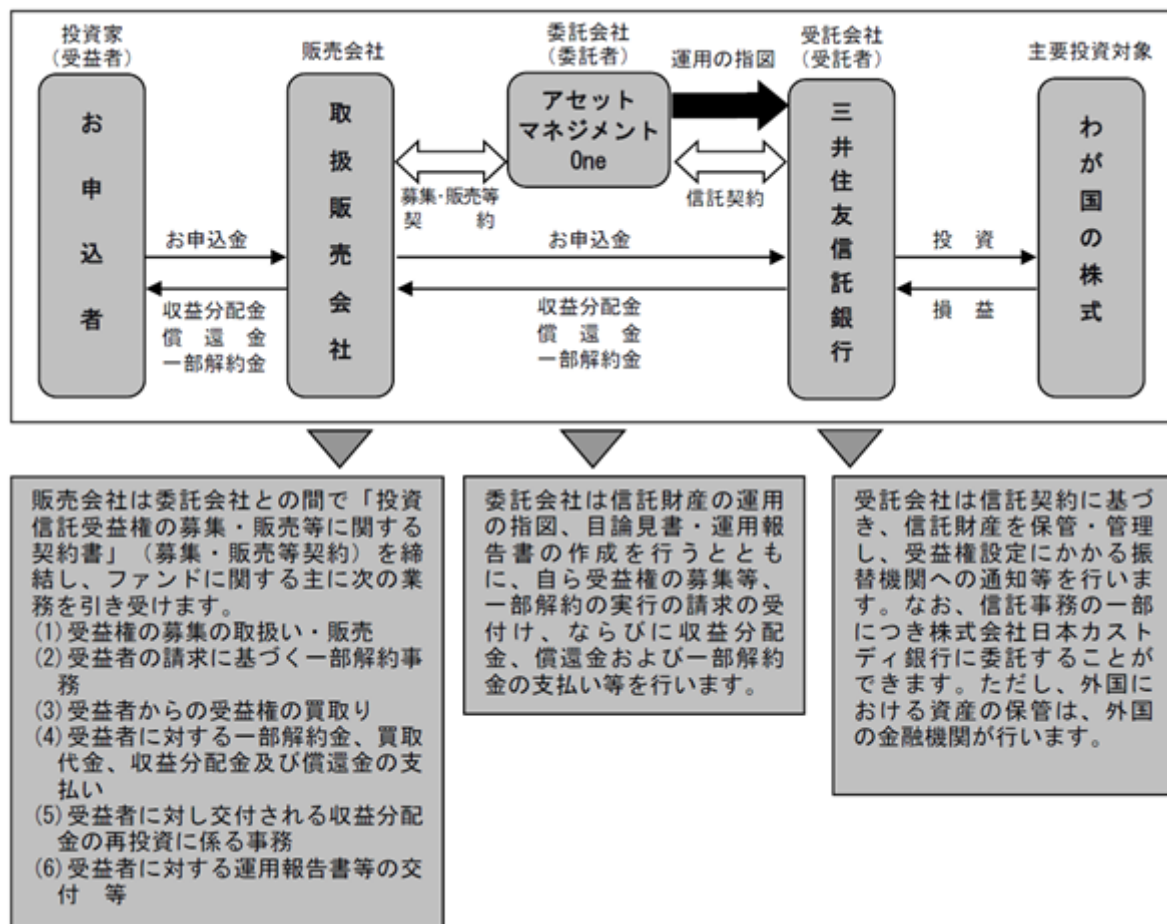 投資家
(受益者)
販売会社
委託会社
(委託者)
運用の指図
受託会社
(受託者)
主要投資対象
お申込者
取扱販売会社
アセット
マネジメント
One
三井住友信託銀行
わが国の株式
募集・販売等
契　約
信託契約
お申込金
お申込金
投　資
収益分配金
償　還　金
一部解約金
収益分配金
償　還　金
一部解約金
損　益
販売会社は委託会社との間で「投資
信託受益権の募集・販売等に関する
契約書」（募集・販売等契約）を締
結し、ファンドに関する主に次の業
務を引き受けます。
(1)受益権の募集の取扱い・販売
(2)受益者の請求に基づく一部解約事
務
(3)受益者からの受益権の買取り
(4)受益者に対する一部解約金、買取
代金、収益分配金及び償還金の支
払い
(5)受益者に対し交付される収益分配
金の再投資に係る事務
(6)受益者に対する運用報告書等の交
付　等
委託会社は信託財産の運用
の指図、目論見書・運用報
告書の作成を行うととも
に、自ら受益権の募集等、
一部解約の実行の請求の受
付け、ならびに収益分配
金、償還金および一部解約
金の支払い等を行います。
受託会社は信託契約に基づ
き、信託財産を保管・管理
し、受益権設定にかかる振
替機関への通知等を行いま
す。なお、信託事務の一部
につき株式会社日本カスト
ディ銀行に委託することが
できます。ただし、外国に
おける資産の保管は、外国
の金融機関が行います。